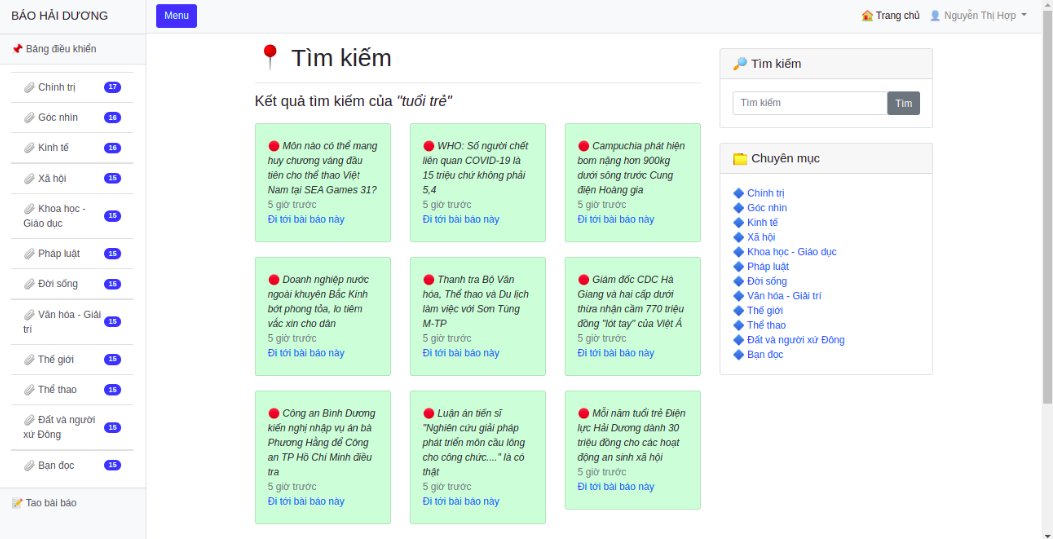 BÁO HẢI DƯƠNG
Menu
Trang chủ
Nguyễn Thị Hợp
Bảng điều khiển
Chính trị 17
Góc nhìn 16
Kinh tế 16
Xã hội 15
Khoa học -
Giáo dục 15
Pháp luật 15
Đời sống 15
Văn hóa - Giải
trí 15
Thế giới 15
Thể thao 15
Đất và người
xứ Đông 15
Bạn đọc 15
Tạo bài báo
Tìm kiếm
Kết quả tìm kiếm của "tuổi trẻ"
Môn nào có thể mang
huy chương vàng đầu
tiên cho thể thao Việt
Nam tại SEA Games 31?
5 giờ trước
Đi tới bài báo này
WHO: Số người chết
liên quan COVID-19 là
15 triệu chứ không phải
5,4
5 giờ trước
Đi tới bài báo này
Campuchia phát hiện
bom nặng hơn 900kg
dưới sông trước Cung
điện Hoàng gia
5 giờ trước
Đi tới bài báo này
Doanh nghiệp nước
ngoài khuyên Bắc Kinh
bớt phong tỏa, lo tiêm
vắc xin cho dân
5 giờ trước
Đi tới bài báo này
Thanh tra Bộ Văn
hóa, Thể thao và Du lịch
làm việc với Sơn Tùng
M-TP
5 giờ trước
Đi tới bài báo này
Giám đốc CDC Hà
Giang và hai cấp dưới
thừa nhận cầm 770 triệu
đồng "lót tay" của Việt Á
5 giờ trước
Đi tới bài báo này
Công an Bình Dương
kiến nghị nhập vụ án bà
Phương Hằng để Công
an TP Hồ Chí Minh điều
tra
5 giờ trước
Đi tới bài báo này
Luận án tiến sĩ
"Nghiên cứu giải pháp
phát triển môn cầu lông
cho công chức...." là có
thật
5 giờ trước
Đi tới bài báo này
Mỗi năm tuổi trẻ Điện
lực Hải Dương dành 30
triệu đồng cho các hoạt
động an sinh xã hội
5 giờ trước
Đi tới bài báo này
Tìm kiếm
Tìm kiếm
Tìm
Chuyên mục
Chính trị
Góc nhìn
Kinh tế
Xã hội
Khoa học - Giáo dục
Pháp luật
Đời sống
Văn hóa - Giải trí
Thế giới
Thể thao
Đất và người xứ Đông
Bạn đọc